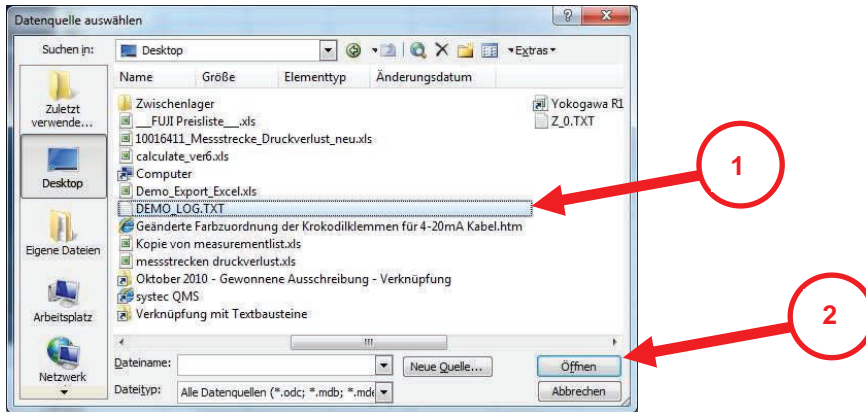 Datenquelle auswählen
Suchen in: Desktop Extras
Name Größe Elementtyp Änderungsdatum
Zuletzt verwende...
Desktop
Eigene Dateien
Arbeitsplatz
Netzwerk
Zwischenlager
__FUJI Preisliste__.xls
10016411_Messstrecke_Druckverlust_neu.xls
calculate_ver6.xls
Computer
Demo_Export_Excel.xls
DEMO_LOG.TXT
Geänderte Farbzuordnung der Krokodilklemmen für 4-20mA Kabel.htm
Kopie von measurementlist.xls
messstrecken druckverlust.xls
Oktober 2010 - Gewonnene Ausschreibung - Verknüpfung
systec QMS
Verknüpfung mit Textbausteine
Yokogawa R1
Z_0.TXT
1
2
Dateiname: Neue Quelle... Öffnen
Dateityp: Alle Datenquellen (*.odc; *.mdb; *.mde Abbrechen